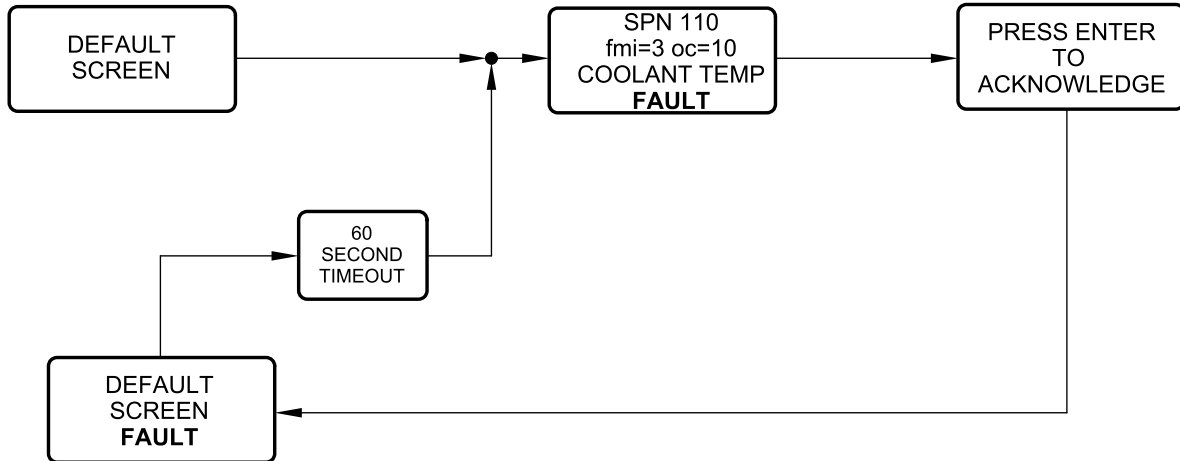 DEFAULT
SCREEN
SPN 110
fmi=3 oc=10
COOLANT TEMP
FAULT
PRESS ENTER
TO
ACKNOWLEDGE
60
SECOND
TIMEOUT
DEFAULT
SCREEN
FAULT